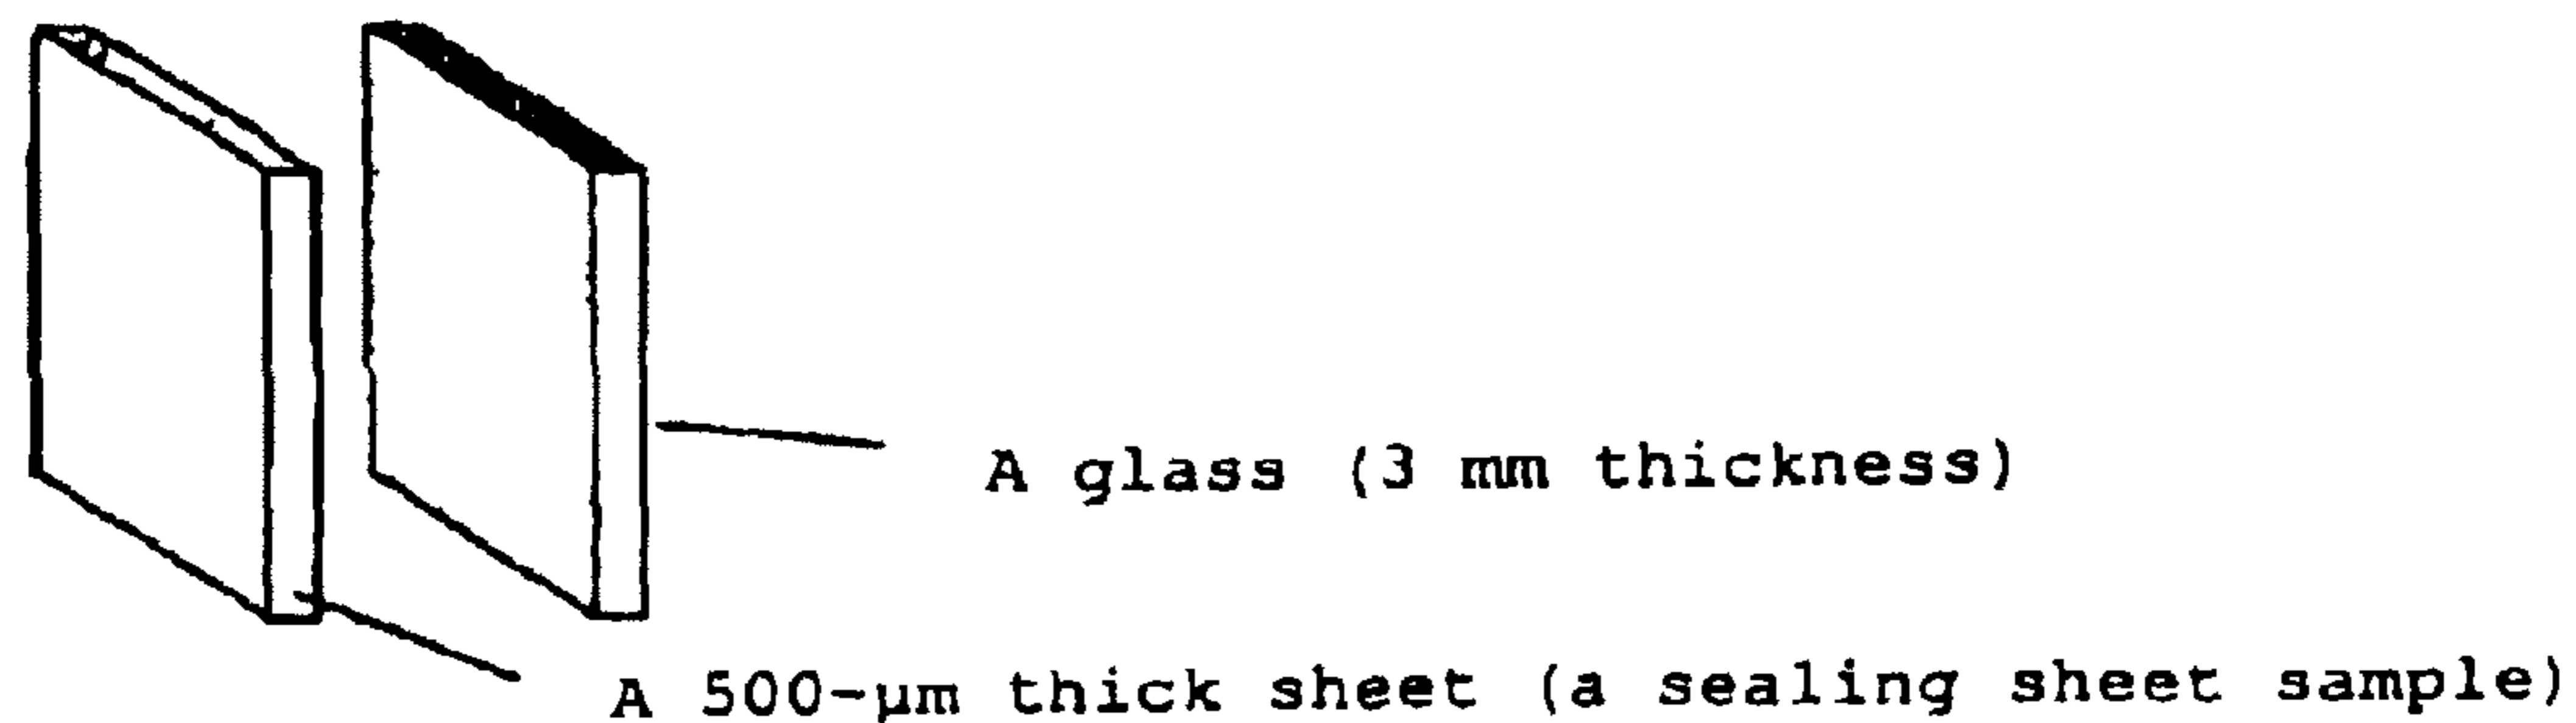 A glass (3 mm thickness)
A 500-μm thick sheet (a sealing sheet sample)